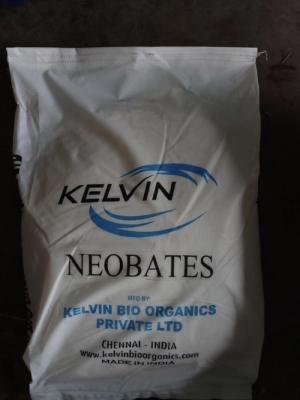 KELVIN
NEOBATES
MFD BY
KELVIN BIO ORGANICS
PRIVATE LTD
CHENNAI - INDIA
www.kelvinbioorganics.com
MADE IN INDIA